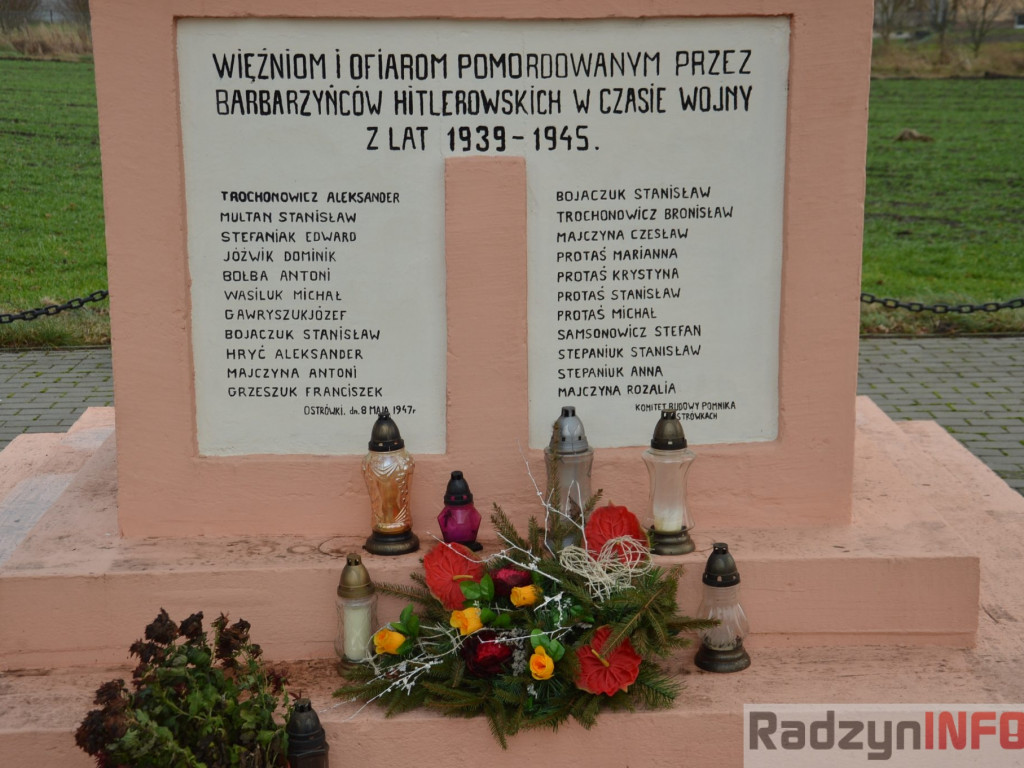 WIĘŹNIOM I OFIAROM POMORDOWANYM PRZEZ
BARBARZYŃCÓW HITLEROWSKICH W CZASIE WOJNY
Z LAT 1939-1945.
TROCHONOWICZ ALEKSANDER
MULTAN STANISŁAW
STEFANIAK EDWARD
JÓŹWIK DOMINIK
BOŁBA ANTONI
WASILUK MICHAŁ
GAWRYSZUK JÓZEF
BOJACZUK STANISŁAW
HRYĆ ALEKSANDER
MAJCZYNA ANTONI
GRZESZUK FRANCISZEK
OSTRÓWKI. dn. 8 MAJA 1947r
BOJACZUK STANISŁAW
TROCHONOWICZ BRONISŁAW
MAJCZYNA CZESŁAW
PROTAŚ MARIANNA
PROTAŚ KRYSTYNA
PROTAŚ STANISŁAW
PROTAŚ MICHAŁ
SAMSONOWICZ STEFAN
STEPANIUK STANISŁAW
STEPANIUK ANNA
MAJCZYNA ROZALIA
KOMITET BUDOWY POMNIKA
OSTRÓWKACH
RadzynINFO